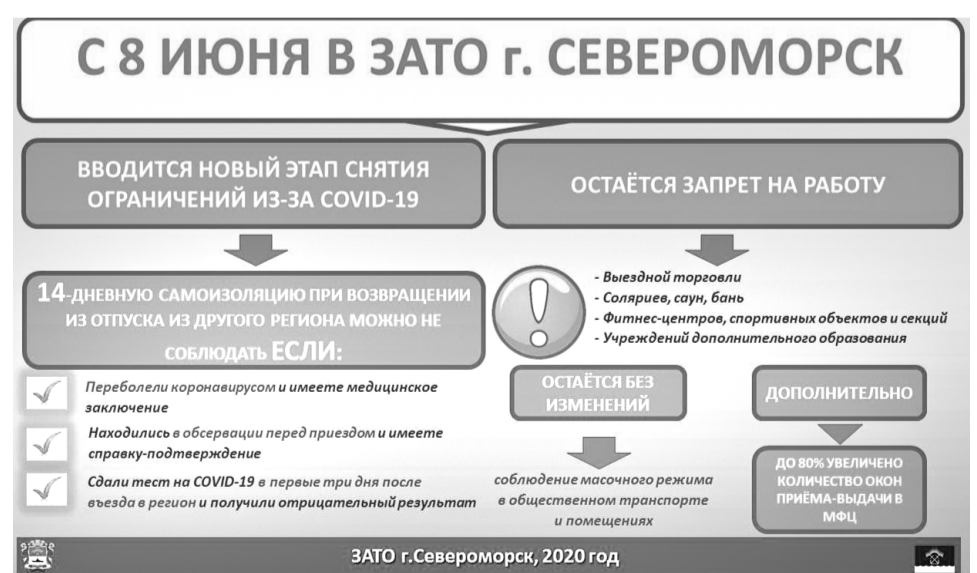 С 8 ИЮНЯ В ЗАТО г. СЕВЕРОМОРСК
ВВОДИТСЯ НОВЫЙ ЭТАП СНЯТИЯ
ОГРАНИЧЕНИЙ ИЗ-ЗА COVID-19
14-ДНЕВНУЮ САМОИЗОЛЯЦИЮ ПРИ ВОЗВРАЩЕНИИ
ИЗ ОТПУСКА ИЗ ДРУГОГО РЕГИОНА МОЖНО НЕ
СОБЛЮДАТЬ ЕСЛИ:
Переболели коронавирусом и имеете медицинское
заключение
Находились в обсервации перед приездом и имеете
справку-подтверждение
Сдали тест на COVID-19 в первые три дня после
въезда в регион и получили отрицательный результат
ОСТАЁТСЯ ЗАПРЕТ НА РАБОТУ
- Выездной торговли
- Соляриев, саун, бань
- Фитнес-центров, спортивных объектов и секций
- Учреждений дополнительного образования
ОСТАЁТСЯ БЕЗ
ИЗМЕНЕНИЙ
соблюдение масочного режима
в общественном транспорте
и помещениях
ДОПОЛНИТЕЛЬНО
ДО 80% УВЕЛИЧЕНО
КОЛИЧЕСТВО ОКОН
ПРИЁМА-ВЫДАЧИ В
МФЦ
ЗАТО г.Североморск, 2020 год